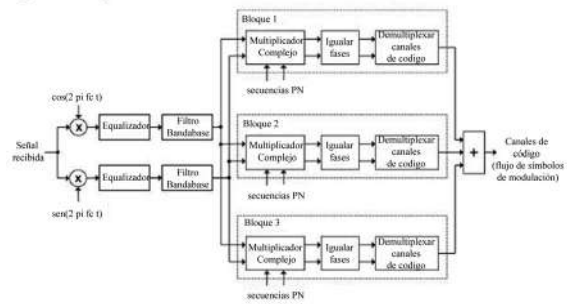 Bloque 1
Multiplicador
Complejo
Igualar
fases
Demultiplexar
canales
de codigo
secuencias PN
cos(2 pi fc t)
X
Equalizador
Filtro
Bandabase
Señal
recibida
X
Equalizador
Filtro
Bandabase
sen(2 pi fc t)
Bloque 2
Multiplicador
Complejo
Igualar
fases
Demultiplexar
canales
de codigo
secuencias PN
+
Canales de
código
(flujo de símbolos
de modulación)
Bloque 3
Multiplicador
Complejo
Igualar
fases
Demultiplexar
canales
de codigo
secuencias PN